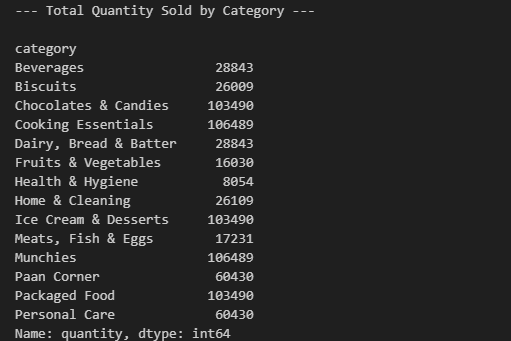 --- Total Quantity Sold by Category ---
category
Beverages 28843
Biscuits 26009
Chocolates & Candies 103490
Cooking Essentials 106489
Dairy, Bread & Batter 28843
Fruits & Vegetables 16030
Health & Hygiene 8054
Home & Cleaning 26109
Ice Cream & Desserts 103490
Meats, Fish & Eggs 17231
Munchies 106489
Paan Corner 60430
Packaged Food 103490
Personal Care 60430
Name: quantity, dtype: int64